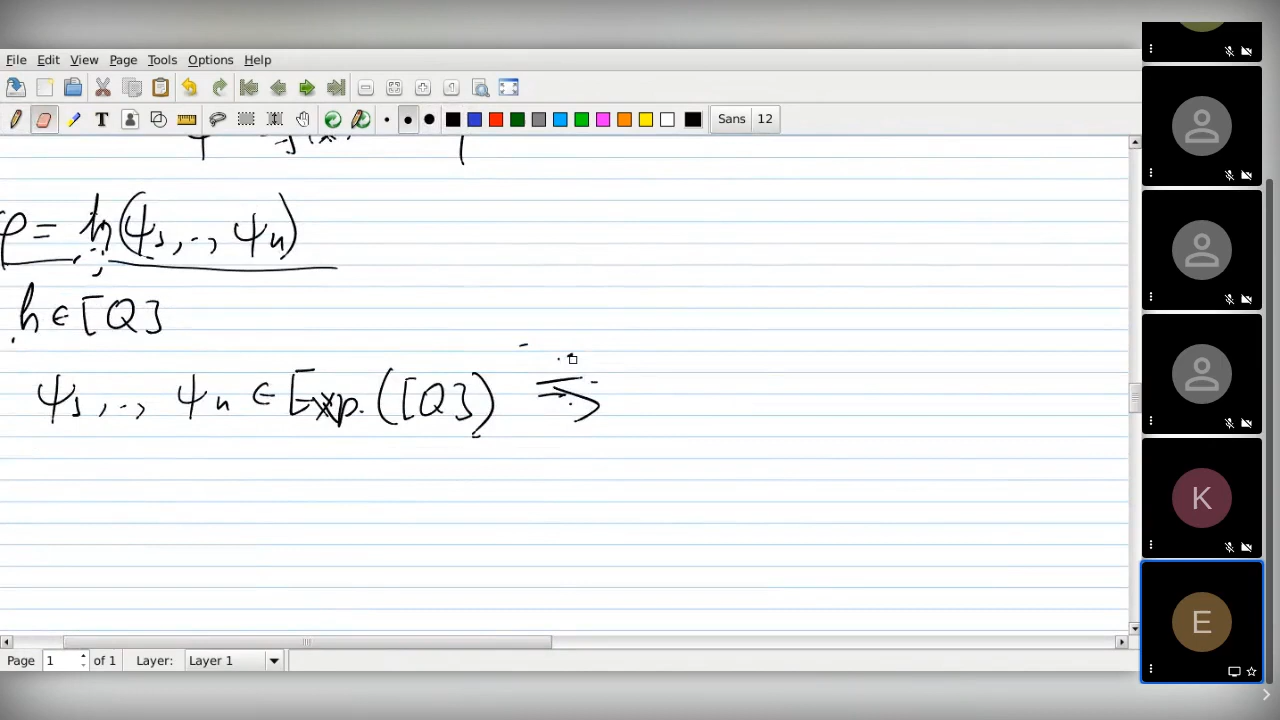 File Edit View Page Tools Options Help
Sans 12
φ = h(ψ₁, .., ψₙ)
h ∈ [Q]
ψ₁, .., ψₙ ∈ Exp. ([Q]) ⇒
K
E
Page 1 of 1 Layer: Layer 1